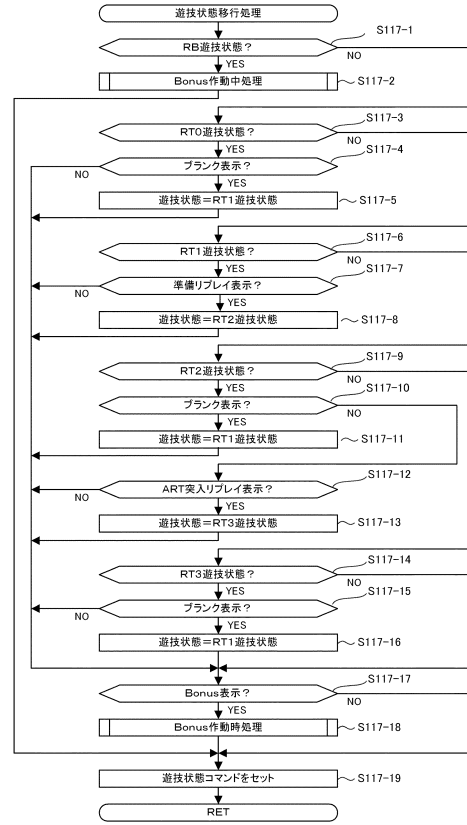 遊技状態移行処理
RB遊技状態？
S117-1
NO
YES
Bonus作動中処理
S117-2
RT0遊技状態？
S117-3
NO
YES
ブランク表示？
S117-4
NO
YES
遊技状態＝RT1遊技状態
S117-5
RT1遊技状態？
S117-6
NO
YES
準備リプレイ表示？
S117-7
NO
YES
遊技状態＝RT2遊技状態
S117-8
RT2遊技状態？
S117-9
NO
YES
ブランク表示？
S117-10
NO
YES
遊技状態＝RT1遊技状態
S117-11
ART突入リプレイ表示？
S117-12
NO
YES
遊技状態＝RT3遊技状態
S117-13
RT3遊技状態？
S117-14
NO
YES
ブランク表示？
S117-15
NO
YES
遊技状態＝RT1遊技状態
S117-16
Bonus表示？
S117-17
NO
YES
Bonus作動時処理
S117-18
遊技状態コマンドをセット
S117-19
RET